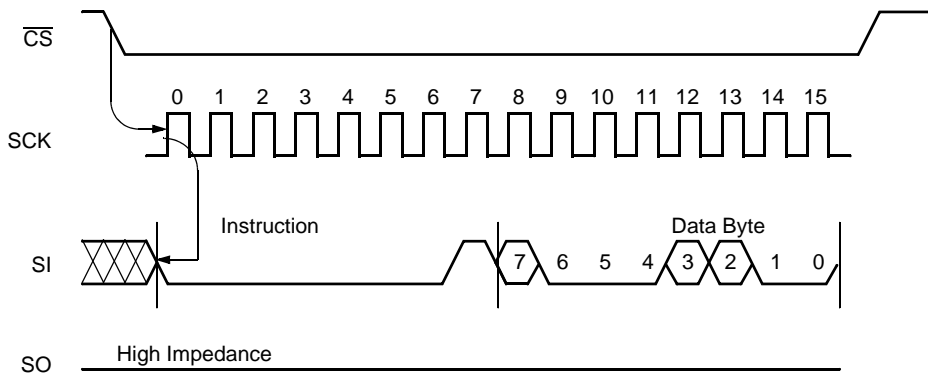 CS
0 1 2 3 4 5 6 7 8 9 10 11 12 13 14 15
SCK
Instruction
Data Byte
SI
7 6 5 4 3 2 1 0
High Impedance
SO